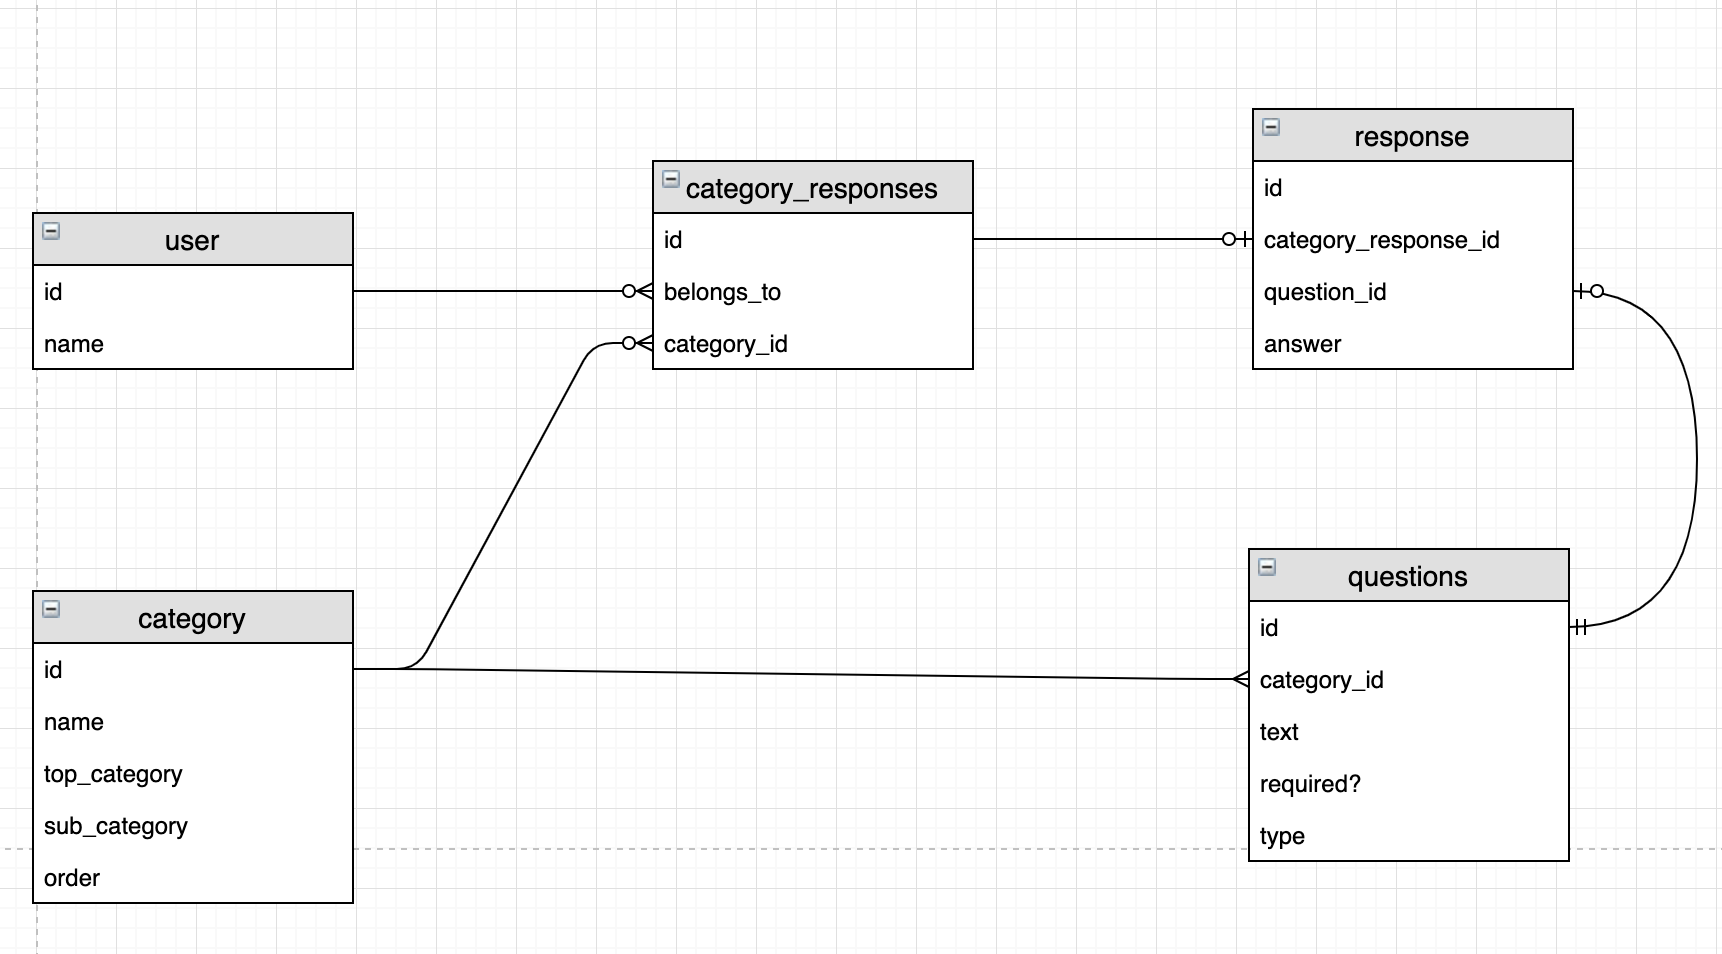 user
id
name
category_responses
id
belongs_to
category_id
response
id
category_response_id
question_id
answer
category
id
name
top_category
sub_category
order
questions
id
category_id
text
required?
type